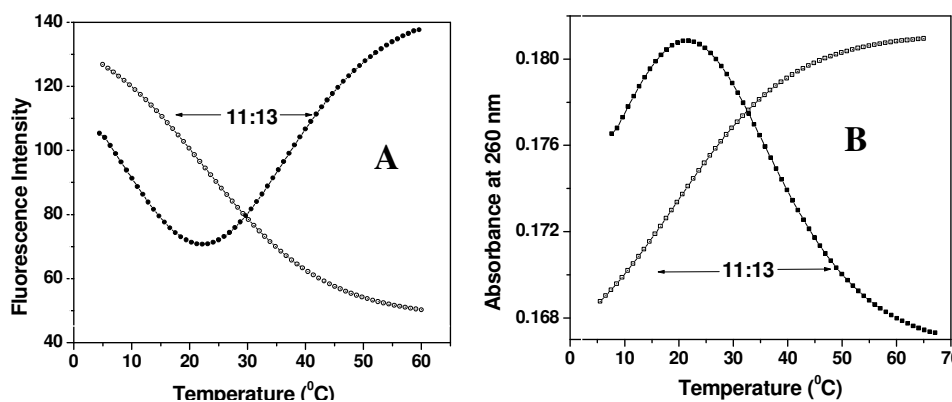 140
120
100
80
60
40
0 10 20 30 40 50 60
Fluorescence Intensity
Temperature (⁰C)
11:13
A
0.180
0.176
0.172
0.168
0 10 20 30 40 50 60 70
Absorbance at 260 nm
Temperature (⁰C)
11:13
B